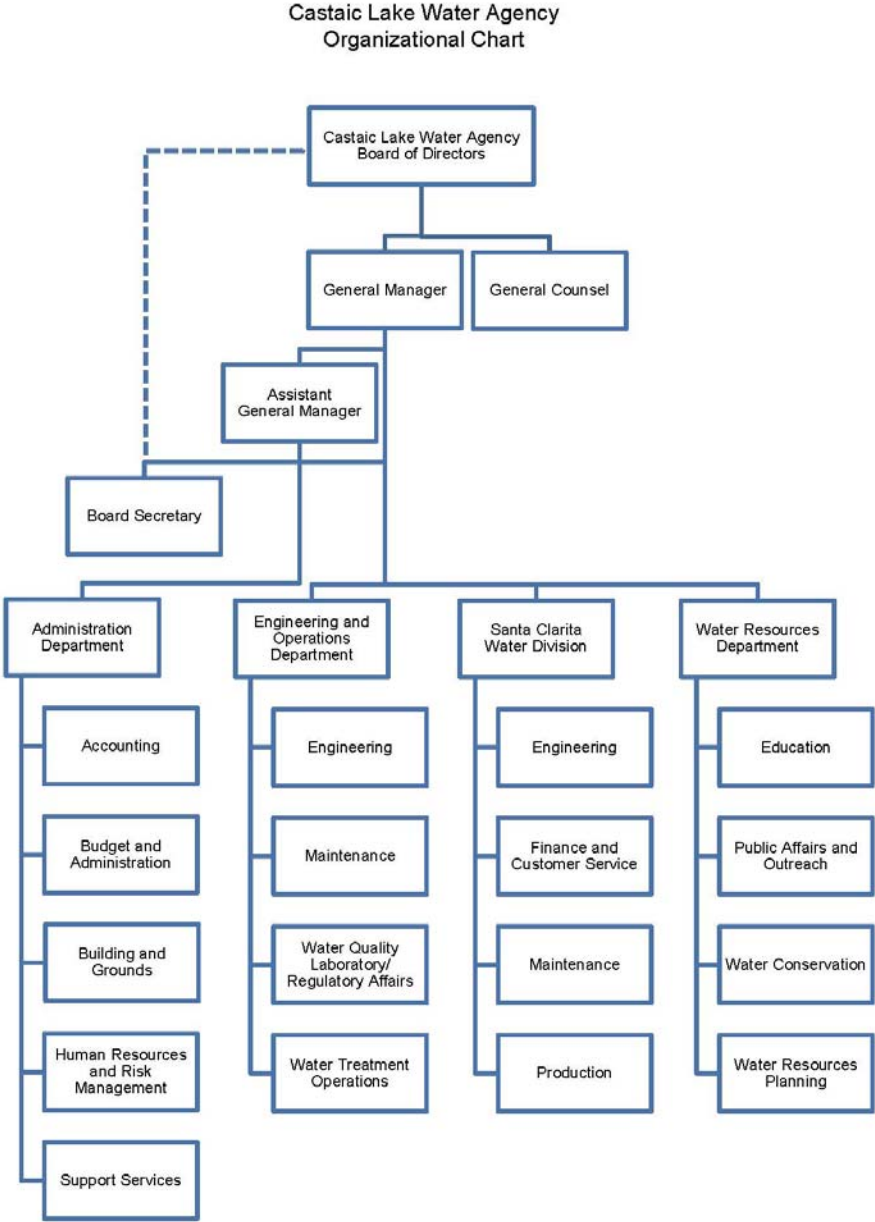 Castaic Lake Water Agency
Organizational Chart
Castaic Lake Water Agency
Board of Directors
General Manager
General Counsel
Assistant
General Manager
Board Secretary
Administration
Department
Engineering and
Operations
Department
Santa Clarita
Water Division
Water Resources
Department
Accounting
Engineering
Engineering
Education
Budget and
Administration
Maintenance
Finance and
Customer Service
Public Affairs and
Outreach
Building and
Grounds
Water Quality
Laboratory/
Regulatory Affairs
Maintenance
Water Conservation
Human Resources
and Risk
Management
Water Treatment
Operations
Production
Water Resources
Planning
Support Services